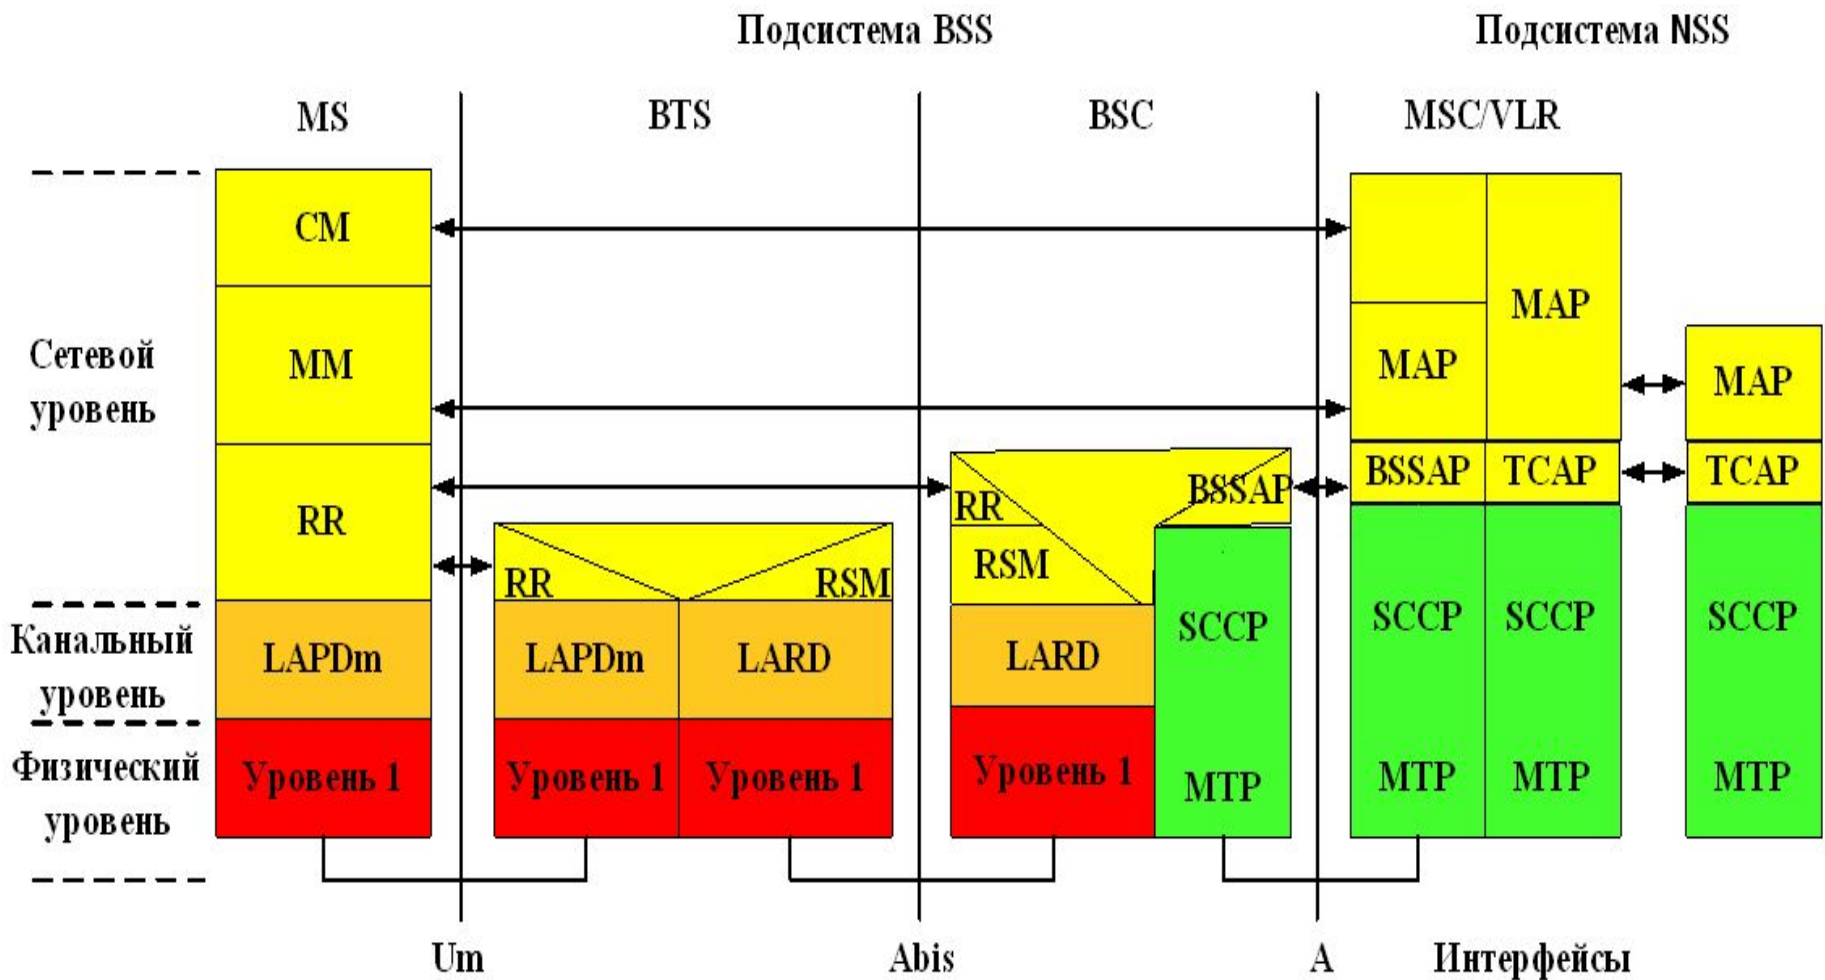 Подсистема BSS
Подсистема NSS
MS
BTS
BSC
MSC/VLR
CM
MM
RR
LAPDm
Уровень 1
Сетевой
уровень
Канальный
уровень
Физический
уровень
RR
RSM
LAPDm
LARD
Уровень 1
Уровень 1
RR
RSM
BSSAP
LARD
SCCP
Уровень 1
MTP
MAP
MAP
BSSAP
TCAP
SCCP
SCCP
MTP
MTP
MAP
TCAP
SCCP
MTP
Um
Abis
A
Интерфейсы